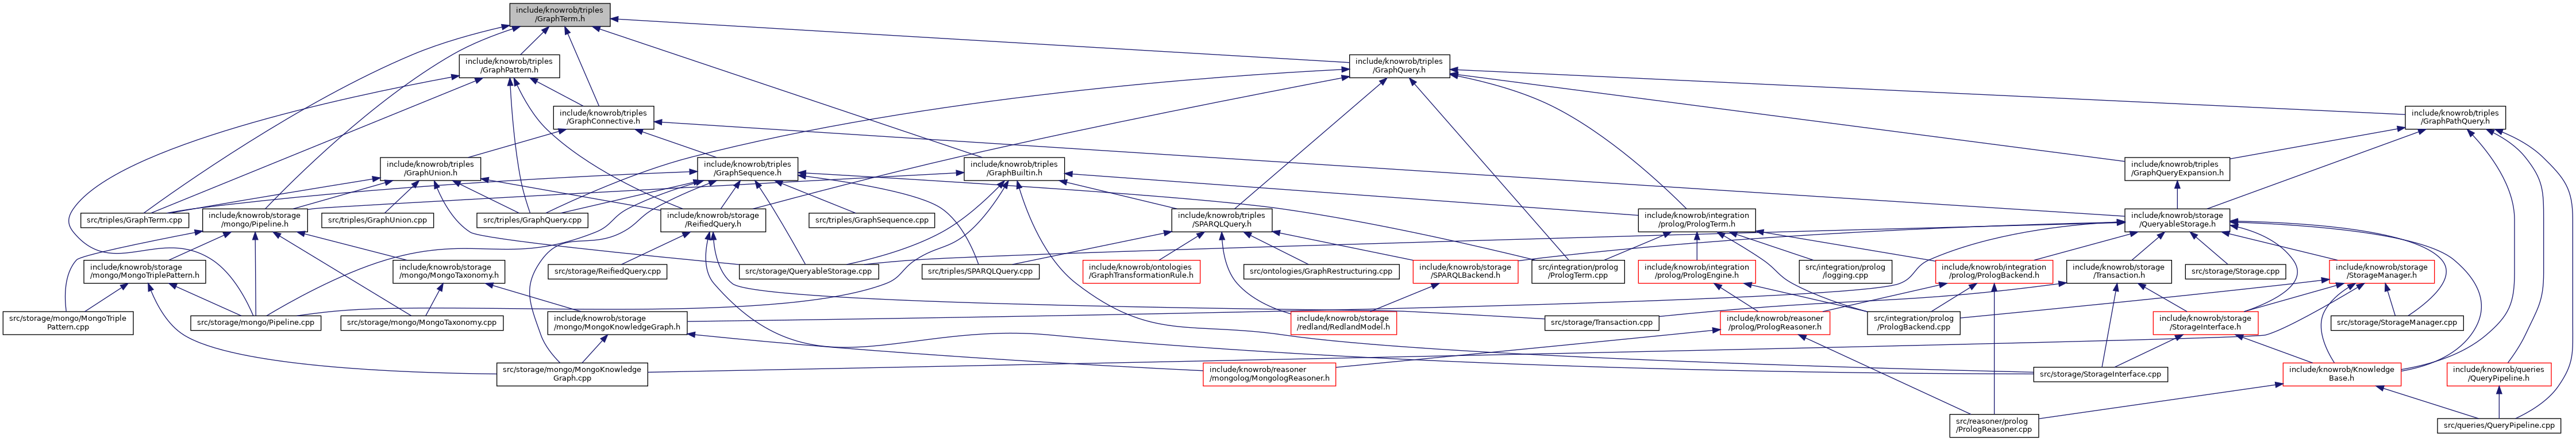 include/knowrob/triples
/GraphTerm.h
include/knowrob/triples
/GraphPattern.h
include/knowrob/triples
/GraphQuery.h
include/knowrob/triples
/GraphConnective.h
include/knowrob/triples
/GraphPathQuery.h
include/knowrob/triples
/GraphUnion.h
include/knowrob/triples
/GraphSequence.h
include/knowrob/triples
/GraphBuiltin.h
include/knowrob/triples
/GraphQueryExpansion.h
src/triples/GraphTerm.cpp
include/knowrob/storage
/mongo/Pipeline.h
src/triples/GraphUnion.cpp
src/triples/GraphQuery.cpp
include/knowrob/storage
/ReifiedQuery.h
src/triples/GraphSequence.cpp
include/knowrob/triples
/SPARQLQuery.h
include/knowrob/integration
/prolog/PrologTerm.h
include/knowrob/storage
/QueryableStorage.h
include/knowrob/storage
/mongo/MongoTriplePattern.h
include/knowrob/storage
/mongo/MongoTaxonomy.h
src/storage/ReifiedQuery.cpp
src/storage/QueryableStorage.cpp
src/triples/SPARQLQuery.cpp
include/knowrob/ontologies
/GraphTransformationRule.h
src/ontologies/GraphRestructuring.cpp
include/knowrob/storage
/SPARQLBackend.h
src/integration/prolog
/PrologTerm.cpp
include/knowrob/integration
/prolog/PrologEngine.h
src/integration/prolog
/logging.cpp
include/knowrob/integration
/prolog/PrologBackend.h
include/knowrob/storage
/Transaction.h
src/storage/Storage.cpp
include/knowrob/storage
/StorageManager.h
src/storage/mongo/MongoTriple
Pattern.cpp
src/storage/mongo/Pipeline.cpp
src/storage/mongo/MongoTaxonomy.cpp
include/knowrob/storage
/mongo/MongoKnowledgeGraph.h
include/knowrob/storage
/redland/RedlandModel.h
src/storage/Transaction.cpp
include/knowrob/reasoner
/prolog/PrologReasoner.h
src/integration/prolog
/PrologBackend.cpp
include/knowrob/storage
/StorageInterface.h
src/storage/StorageManager.cpp
src/storage/mongo/MongoKnowledge
Graph.cpp
include/knowrob/reasoner
/mongolog/MongologReasoner.h
src/storage/StorageInterface.cpp
include/knowrob/Knowledge
Base.h
include/knowrob/queries
/QueryPipeline.h
src/reasoner/prolog
/PrologReasoner.cpp
src/queries/QueryPipeline.cpp